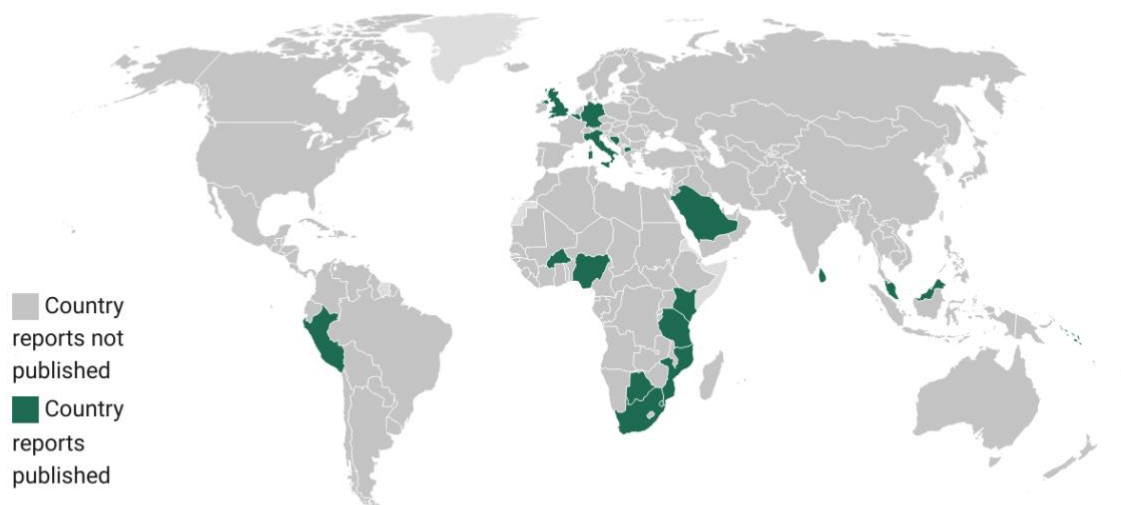 Country
reports not
published
Country
reports
published